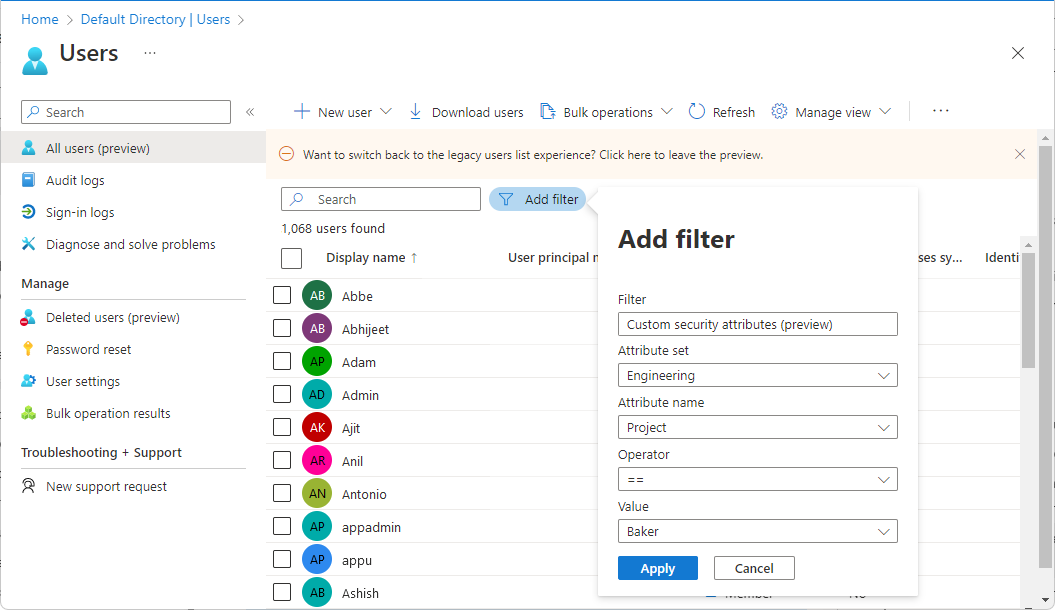 Home > Default Directory | Users >
Users ...
Search «
New user Download users Bulk operations Refresh Manage view ...
All users (preview)
Audit logs
Sign-in logs
Diagnose and solve problems
Manage
Deleted users (preview)
Password reset
User settings
Bulk operation results
Troubleshooting + Support
New support request
Want to switch back to the legacy users list experience? Click here to leave the preview.
Search Add filter
1,068 users found
Display name ↑ User principal n ses sy... Identi
AB Abbe
AB Abhijeet
AP Adam
AD Admin
AK Ajit
AR Anil
AN Antonio
AP appadmin
AP appu
AB Ashish
Add filter
Filter
Custom security attributes (preview)
Attribute set
Engineering
Attribute name
Project
Operator
==
Value
Baker
Apply Cancel